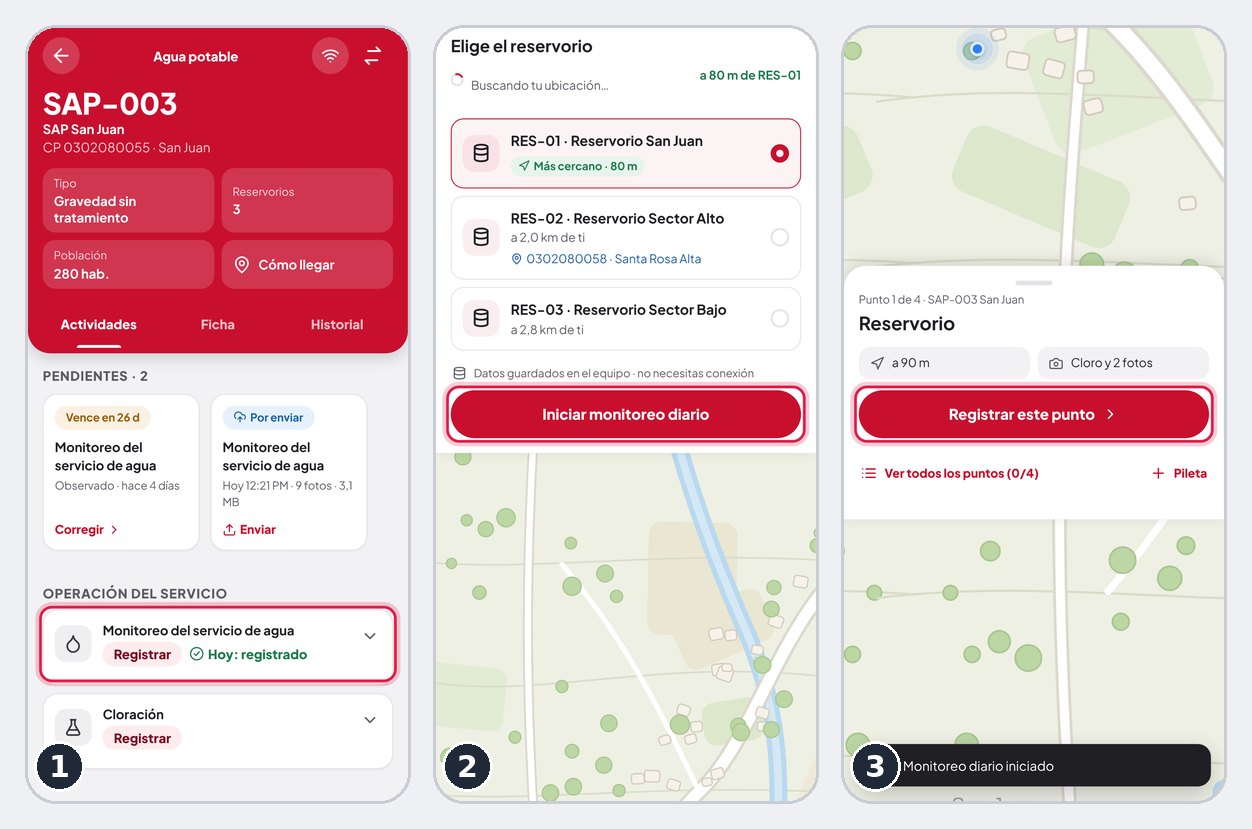 Agua potable
SAP-003
SAP San Juan
CP 0302080055 · San Juan
Tipo
Gravedad sin
tratamiento
Reservorios
3
Población
280 hab.
Cómo llegar
Actividades
Ficha
Historial
PENDIENTES · 2
Vence en 26 d
Monitoreo del
servicio de agua
Observado · hace 4 días
Corregir
Por enviar
Monitoreo del
servicio de agua
Hoy 12:21 PM · 9 fotos · 3,1
MB
Enviar
OPERACIÓN DEL SERVICIO
Monitoreo del servicio de agua
Registrar
Hoy: registrado
Cloración
Registrar
1
Elige el reservorio
Buscando tu ubicación...
a 80 m de RES-01
RES-01 · Reservorio San Juan
Más cercano · 80 m
RES-02 · Reservorio Sector Alto
a 2,0 km de ti
0302080058 · Santa Rosa Alta
RES-03 · Reservorio Sector Bajo
a 2,8 km de ti
Datos guardados en el equipo · no necesitas conexión
Iniciar monitoreo diario
2
Punto 1 de 4 · SAP-003 San Juan
Reservorio
a 90 m
Cloro y 2 fotos
Registrar este punto
Ver todos los puntos (0/4)
Pileta
Monitoreo diario iniciado
3